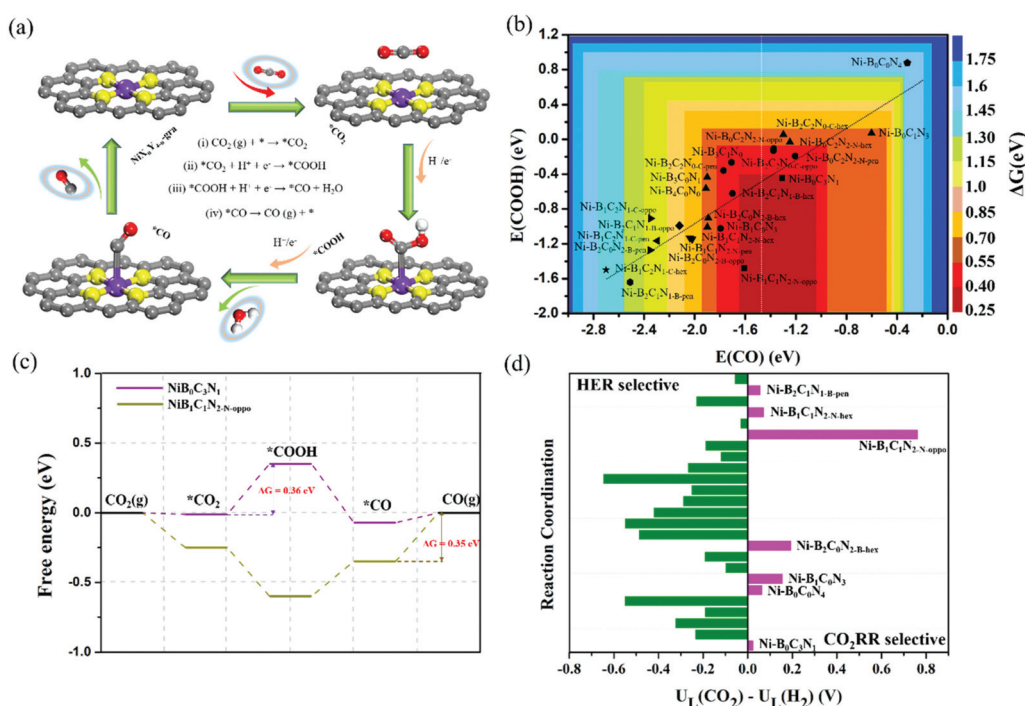 (a)
NiXxY4-x-gra
*CO2
(i) CO2 (g) + * → *CO2
(ii) *CO2 + H+ + e- → *COOH
(iii) *COOH + H+ + e- → *CO + H2O
(iv) *CO → CO (g) + *
H+/e-
*CO
H+/e-
*COOH
(b)
E(COOH) (eV)
1.2
0.8
0.4
0.0
-0.4
-0.8
-1.2
-1.6
-2.0
-2.8
-2.4
-2.0
-1.6
-1.2
-0.8
-0.4
0.0
E(CO) (eV)
Ni-B0C0N4
Ni-B2C2N0-C-hex
Ni-B1C0N3
Ni-B0C2N2-N-oppo
Ni-B0C2N2-N-hex
Ni-B0C2N2-N-pen
Ni-B2C2N0-C-pen
Ni-B2C0N1
Ni-B0C3N1
Ni-B4C0N0
Ni-B2C1N1-B-hex
Ni-B1C2N1-C-oppo
Ni-B2C0N2-B-hex
Ni-B2C1N1-B-oppo
Ni-B1C1N2-N-hex
Ni-B1C2N1-C-pen
Ni-B2C0N2-B-pen
Ni-B2C0N2-B-oppo
Ni-B1C2N1-C-hex
Ni-B1C1N2-N-oppo
Ni-B2C1N1-B-pen
1.75
1.60
1.45
1.30
1.15
1.0
0.85
0.70
0.55
0.40
0.25
ΔG(eV)
(c)
Free energy (eV)
1.0
0.5
0.0
-0.5
-1.0
NiB0C3N1
NiB1C1N2-N-oppo
CO2(g)
*CO2
*COOH
*CO
CO(g)
ΔG = 0.36 eV
ΔG = 0.35 eV
(d)
Reaction Coordination
HER selective
Ni-B2C1N1-B-pen
Ni-B1C1N2-N-hex
Ni-B1C1N2-N-oppo
Ni-B2C0N2-B-hex
Ni-B1C0N3
Ni-B0C0N4
CO2RR selective
Ni-B0C3N1
-0.8
-0.6
-0.4
-0.2
0.0
0.2
0.4
0.6
0.8
UL(CO2) - UL(H2) (V)